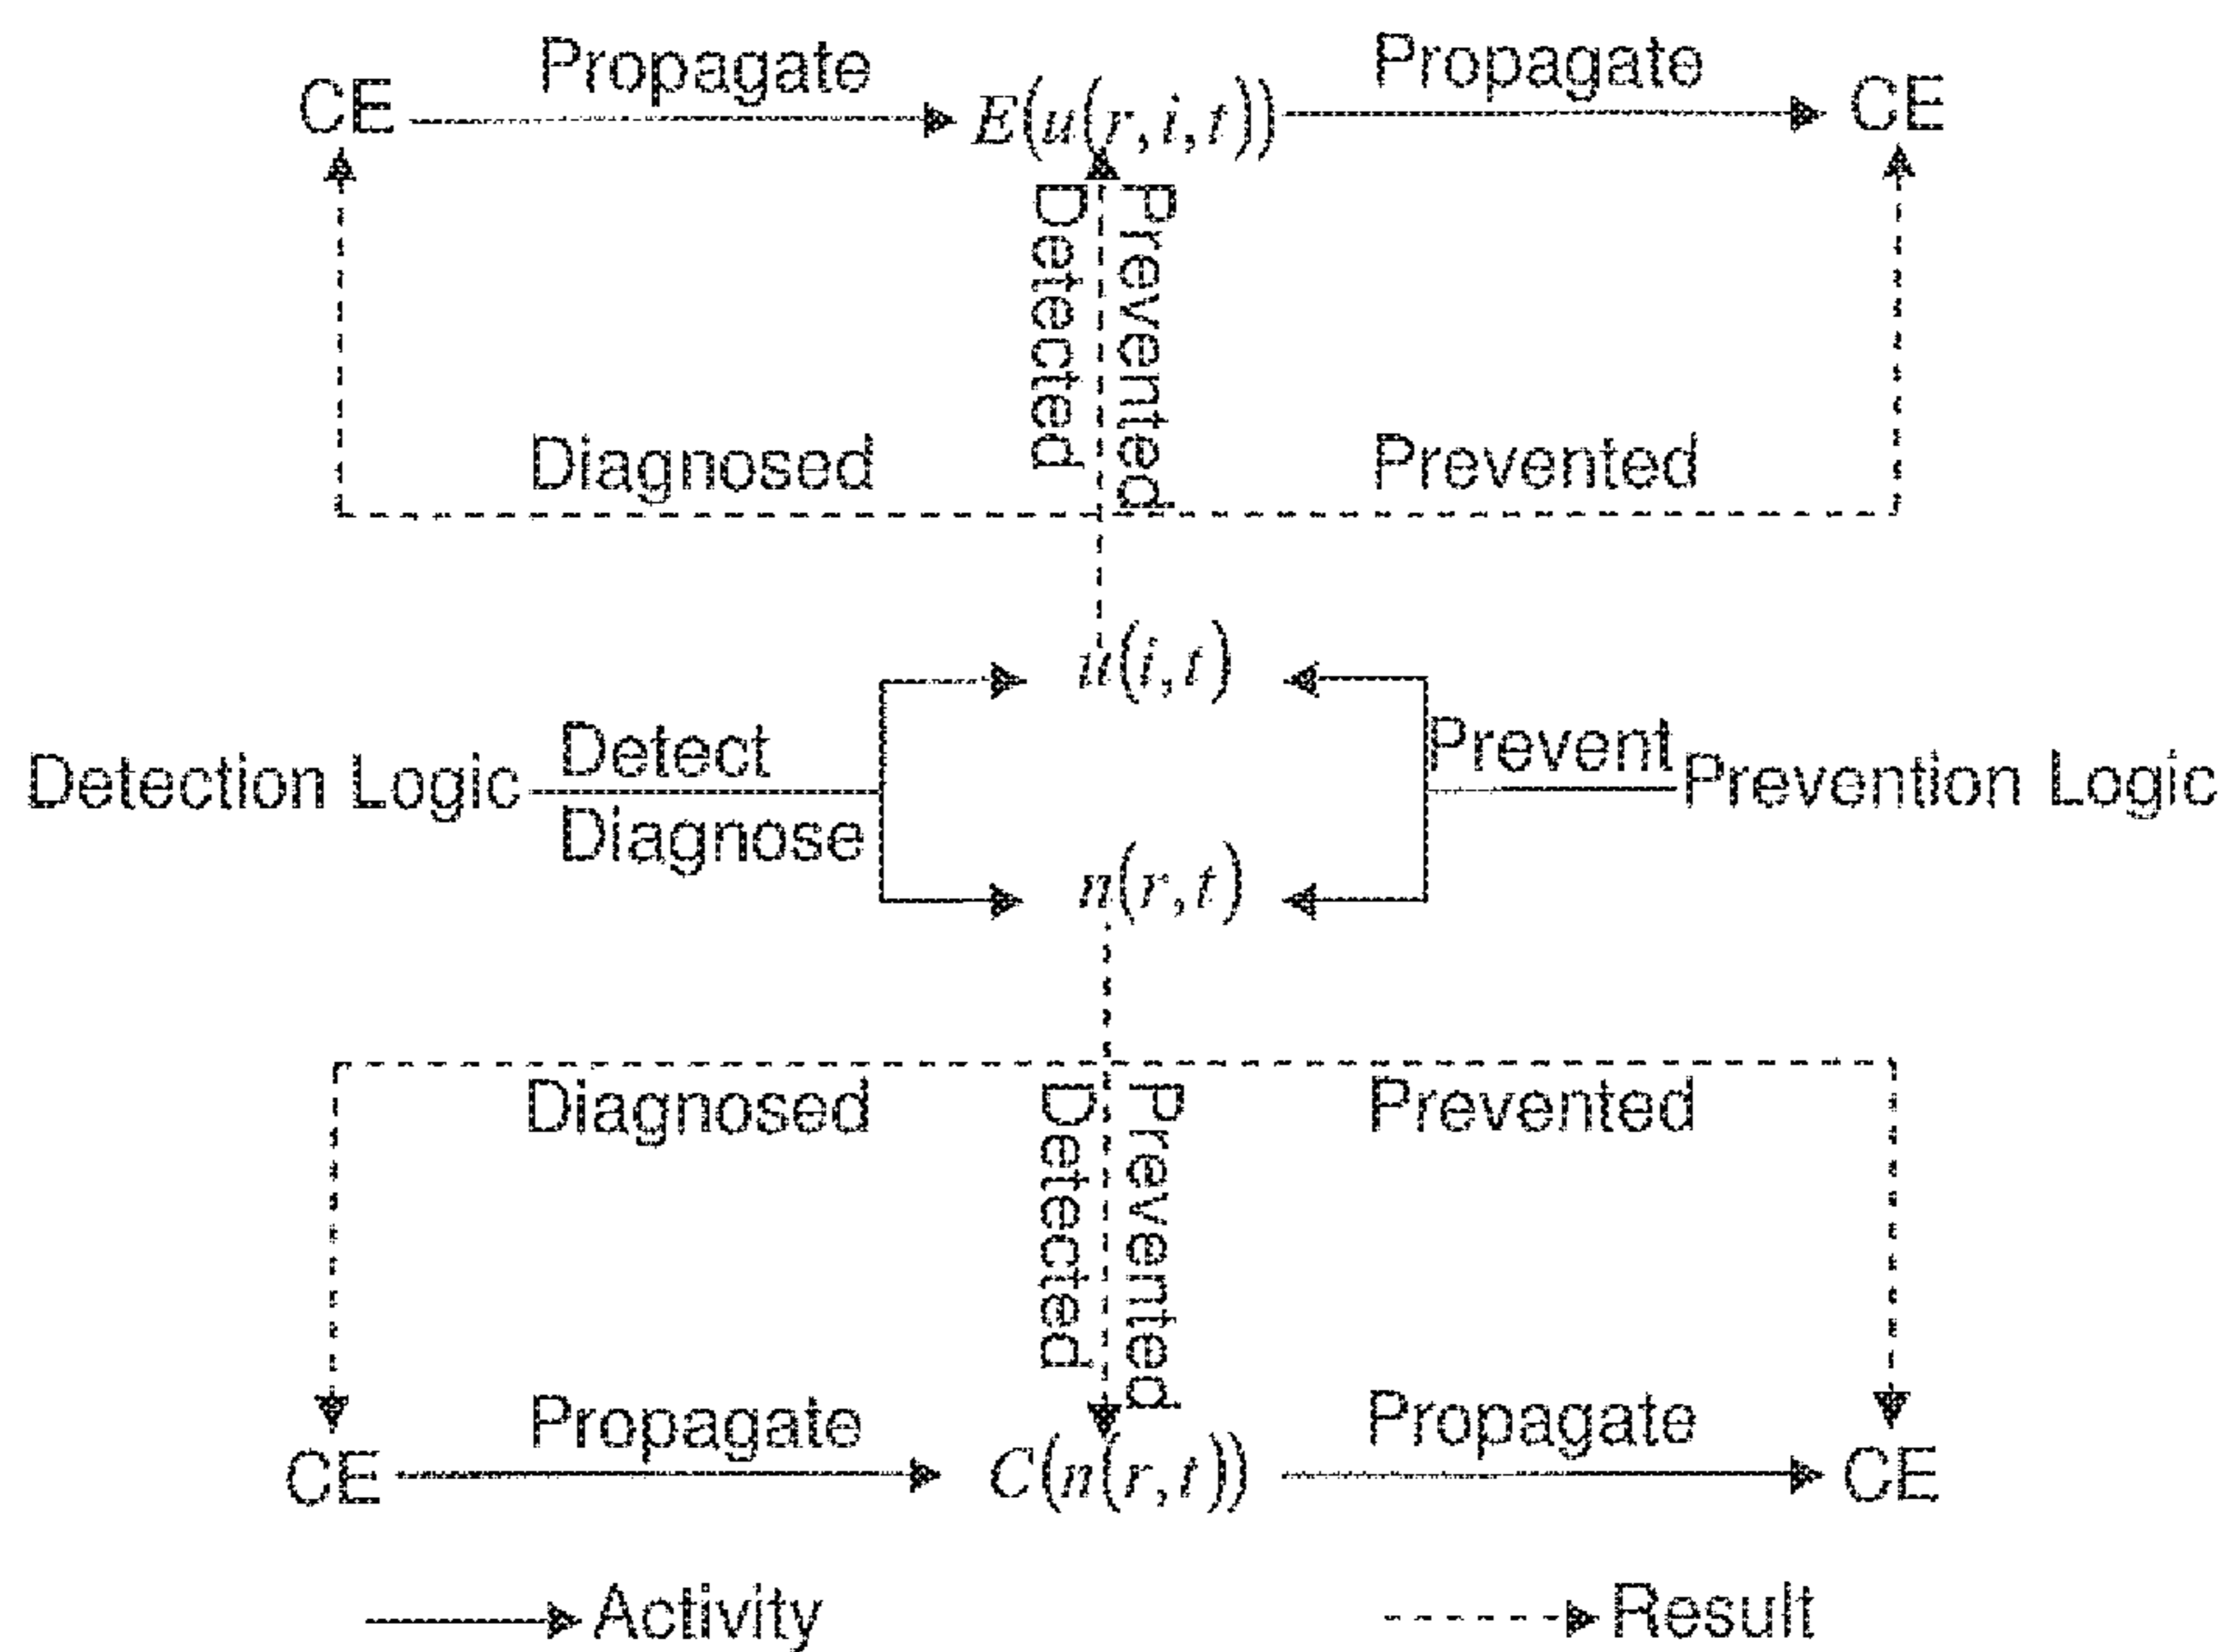 Propagate Propagate
CE E(u(r,i,t)) CE
Detected Prevented
Diagnosed Prevented
u(i,t)
Detect Prevent
Detection Logic Prevention Logic
Diagnose
n(r,t)
Diagnosed Prevented
Detected Prevented
Propagate Propagate
CE C(n(r,t)) CE
Activity Result